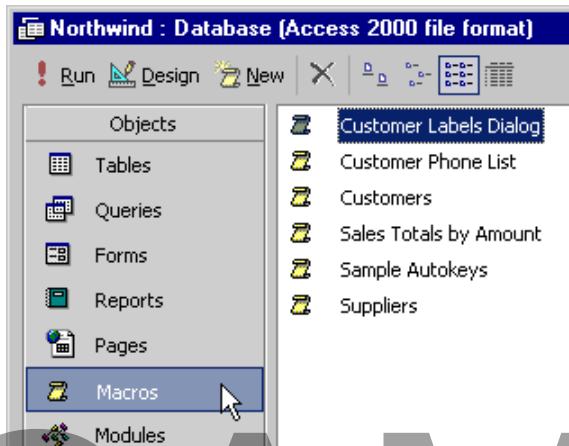 Northwind : Database (Access 2000 file format)
Run Design New
Objects
Tables
Queries
Forms
Reports
Pages
Macros
Modules
Customer Labels Dialog
Customer Phone List
Customers
Sales Totals by Amount
Sample Autokeys
Suppliers